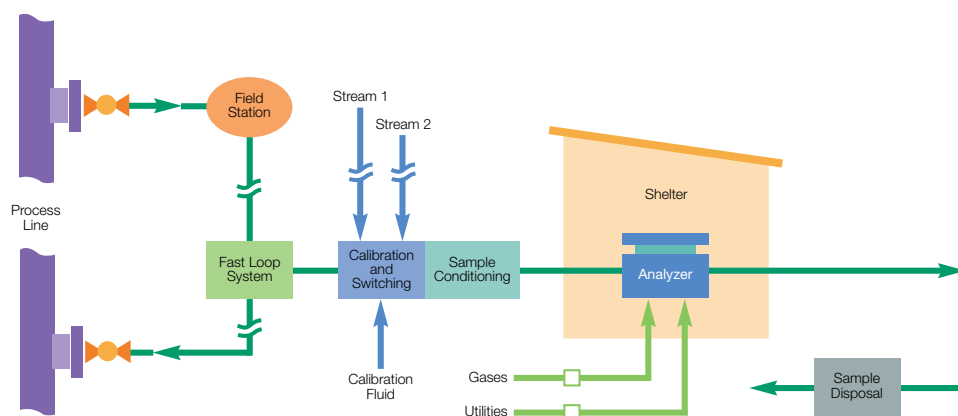 Field
Station
Stream 1
Stream 2
Process
Line
Shelter
Fast Loop
System
Calibration
and
Switching
Sample
Conditioning
Analyzer
Calibration
Fluid
Gases
Utilities
Sample
Disposal